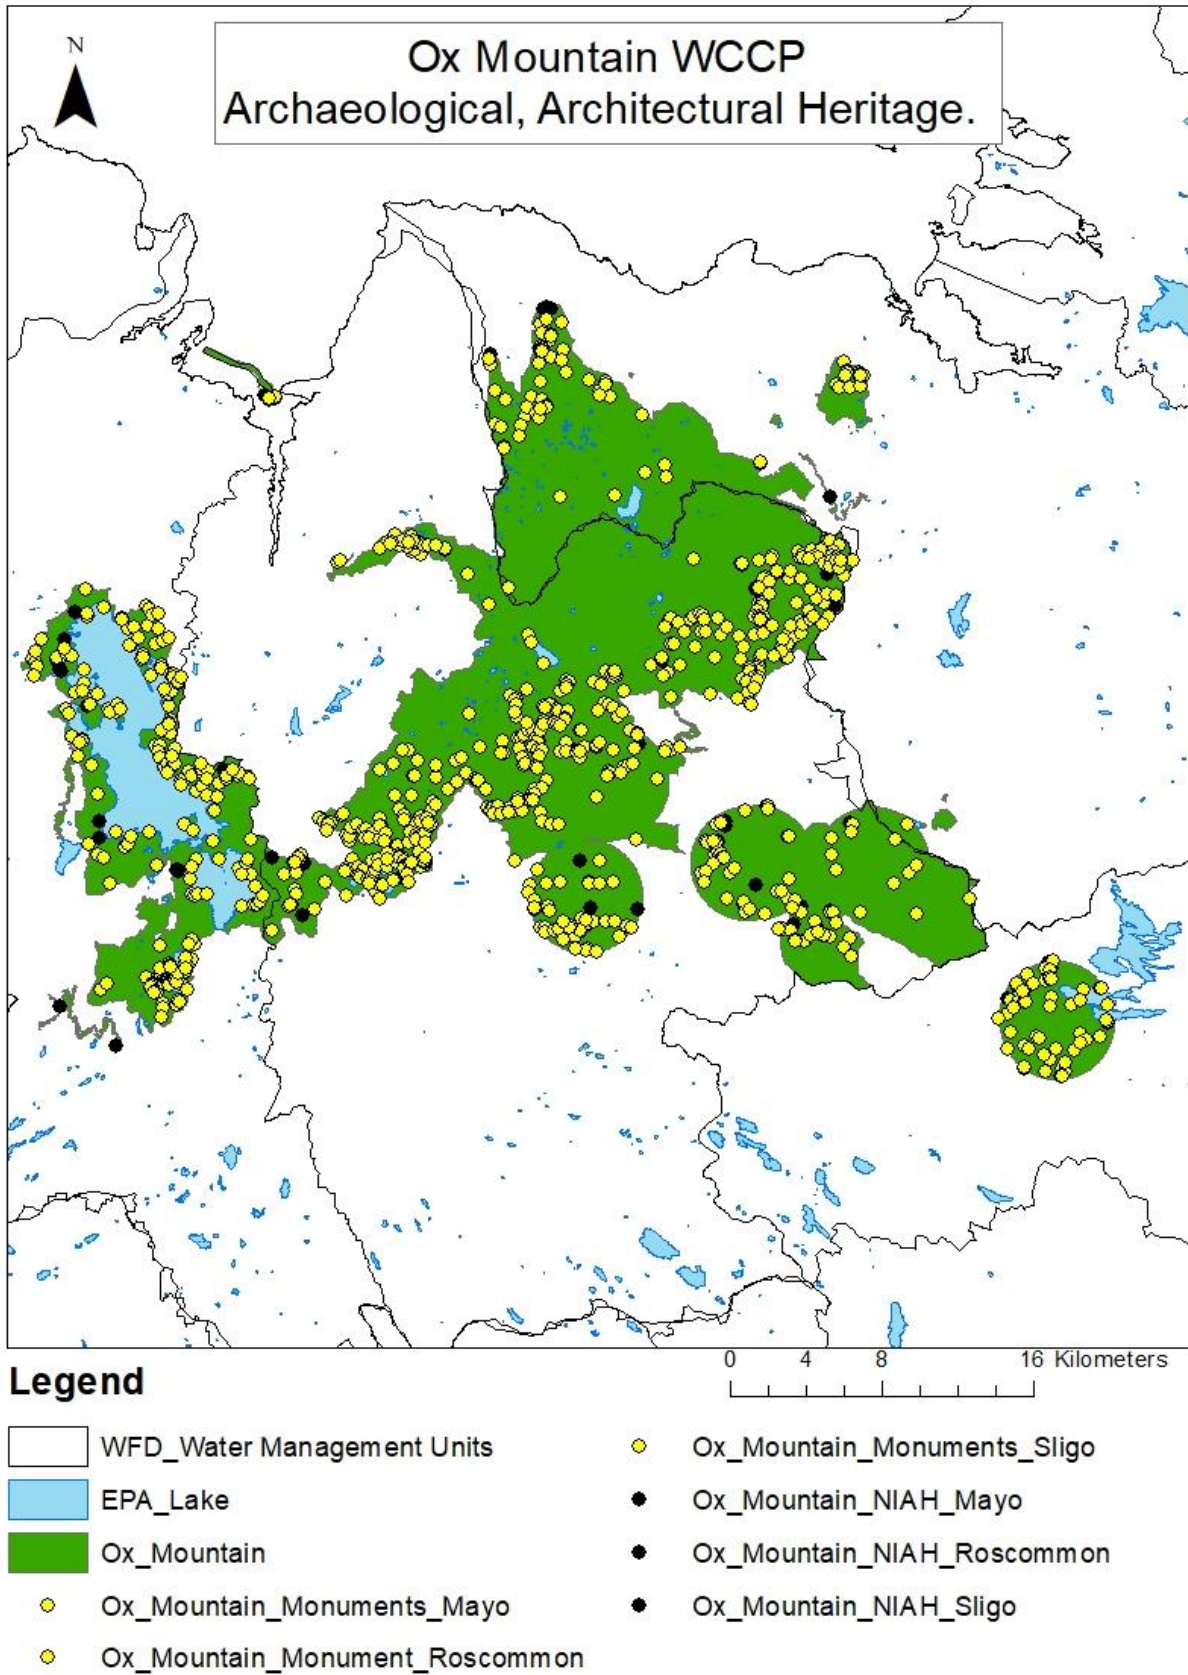 N
Ox Mountain WCCP
Archaeological, Architectural Heritage.
0 4 8 16 Kilometers
Legend
WFD_Water Management Units
EPA_Lake
Ox_Mountain
Ox_Mountain_Monuments_Mayo
Ox_Mountain_Monument_Roscommon
Ox_Mountain_Monuments_Sligo
Ox_Mountain_NIAH_Mayo
Ox_Mountain_NIAH_Roscommon
Ox_Mountain_NIAH_Sligo